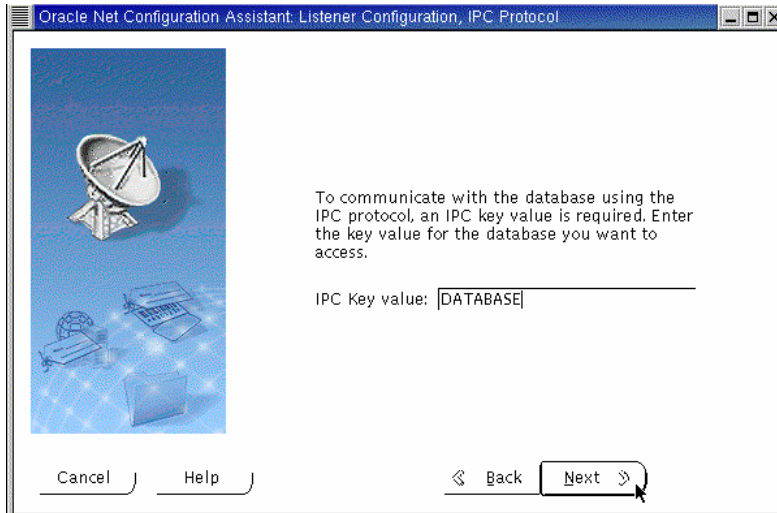 Oracle Net Configuration Assistant: Listener Configuration, IPC Protocol
To communicate with the database using the
IPC protocol, an IPC key value is required. Enter
the key value for the database you want to
access.
IPC Key value: DATABASE
Cancel Help Back Next